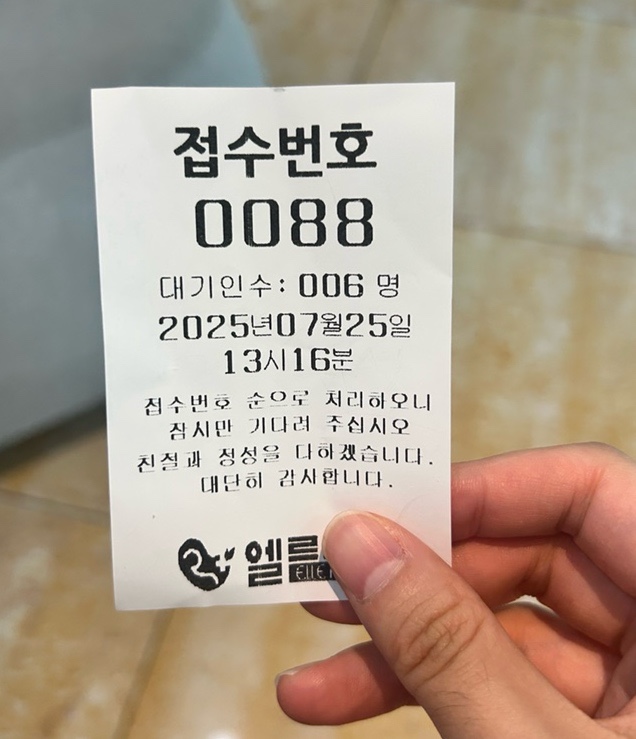 접수번호
0088
대기인수: 006 명
2025년07월25일
13시16분
접수번호 순으로 처리하오니
잠시만 기다려 주십시오
친절과 정성을 다하겠습니다.
대단히 감사합니다.